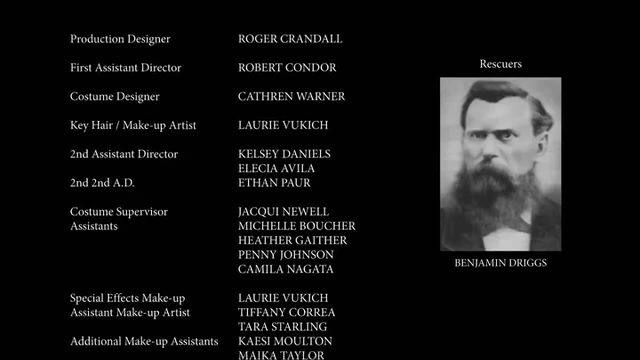 Production Designer ROGER CRANDALL
First Assistant Director ROBERT CONDOR
Costume Designer CATHREN WARNER
Key Hair / Make-up Artist LAURIE VUKICH
2nd Assistant Director KELSEY DANIELS
ELECIA AVILA
2nd 2nd A.D. ETHAN PAUR
Costume Supervisor JACQUI NEWELL
Assistants MICHELLE BOUCHER
HEATHER GAITHER
PENNY JOHNSON
CAMILA NAGATA
Special Effects Make-up LAURIE VUKICH
Assistant Make-up Artist TIFFANY CORREA
TARA STARLING
Additional Make-up Assistants KAESI MOULTON
MAIKA TAYLOR
Rescuers
BENJAMIN DRIGGS